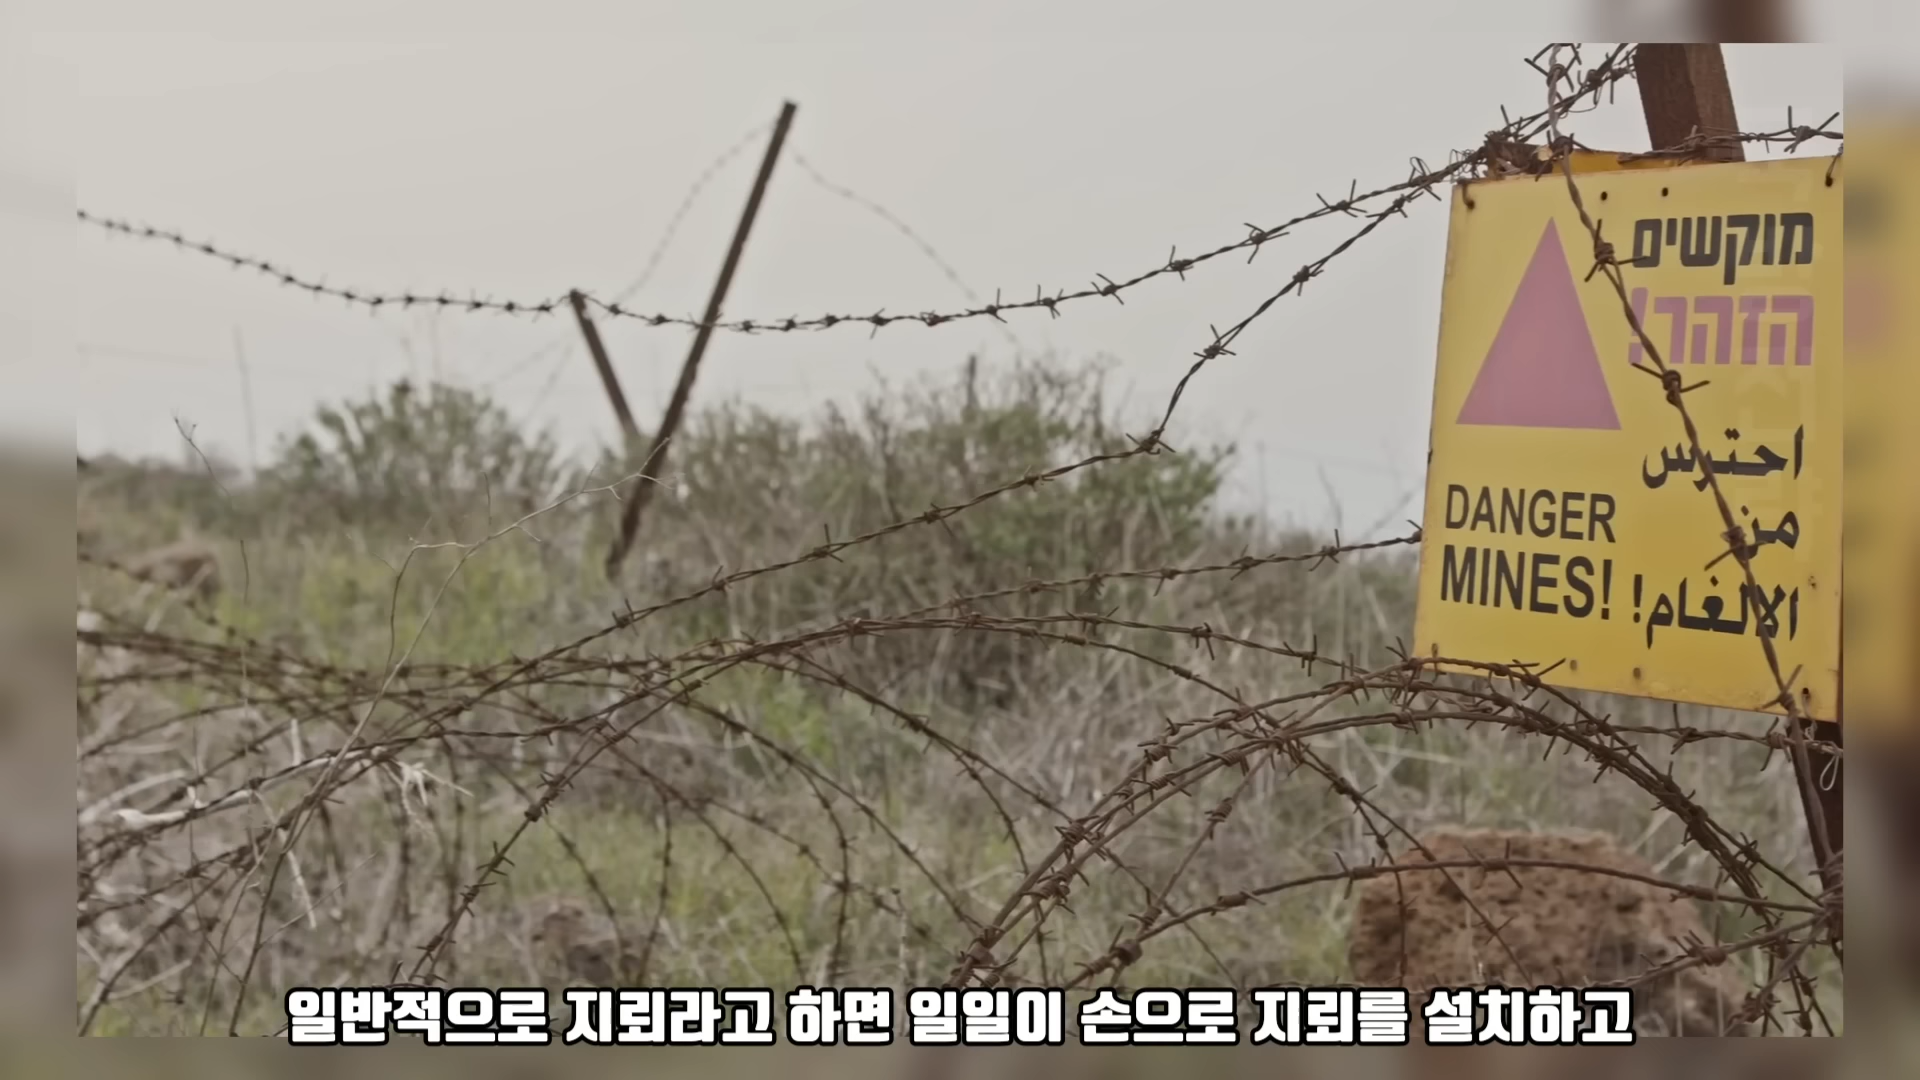 מוקשים
הזהר!
احترس
من
الالغام!
DANGER
MINES!
일반적으로 지뢰라고 하면 일일이 손으로 지뢰를 설치하고